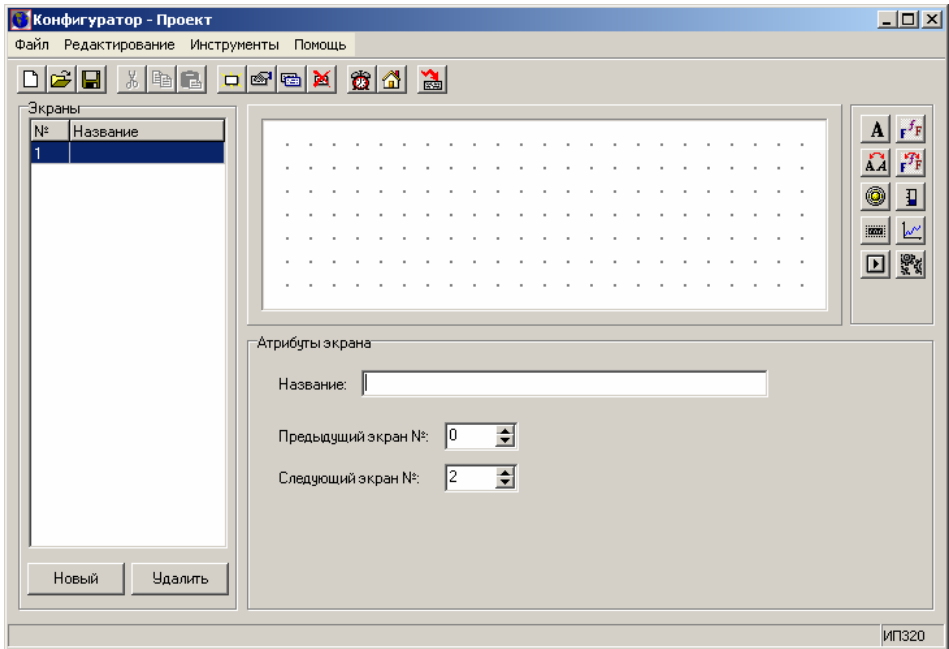 Конфигуратор - Проект
Файл Редактирование Инструменты Помощь
Экраны
№ Название
1
Атрибуты экрана
Название:
Предыдущий экран №: 0
Следующий экран №: 2
Новый Удалить
ИП320